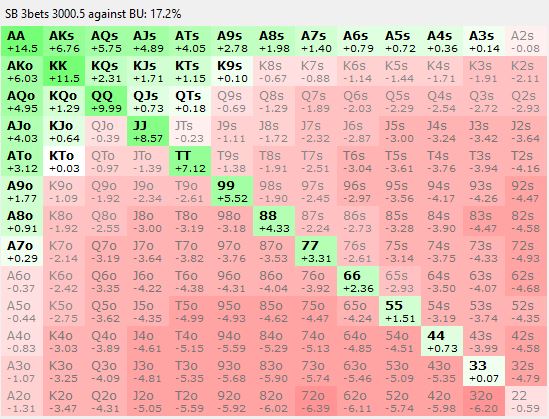 SB 3bets 3000.5 against BU: 17.2%
AA AKs AQs AJs ATs A9s A8s A7s A6s A5s A4s A3s A2s
+14.5 +6.76 +5.75 +4.89 +4.05 +2.78 +1.98 +1.40 +0.79 +0.72 +0.36 +0.14 -0.08
AKo KK KQs KJs KTs K9s K8s K7s K6s K5s K4s K3s K2s
+6.03 +11.5 +2.31 +1.71 +1.15 +0.10 -0.67 -0.88 -1.14 -1.44 -1.71 -1.91 -2.11
AQo KQo QQ QJs QTs Q9s Q8s Q7s Q6s Q5s Q4s Q3s Q2s
+4.95 +1.29 +9.99 +0.73 +0.18 -0.69 -1.29 -1.89 -2.03 -2.29 -2.54 -2.72 -2.93
AJo KJo QJo JJ JTs J9s J8s J7s J6s J5s J4s J3s J2s
+4.03 +0.64 -0.39 +8.57 -0.23 -1.11 -1.72 -2.32 -2.87 -3.00 -3.24 -3.42 -3.64
ATo KTo QTo JTo TT T9s T8s T7s T6s T5s T4s T3s T2s
+3.12 +0.03 -0.97 -1.39 +7.12 -1.38 -1.91 -2.51 -3.04 -3.61 -3.76 -3.94 -4.16
A9o K9o Q9o J9o T9o 99 98s 97s 96s 95s 94s 93s 92s
+1.77 -1.09 -1.92 -2.34 -2.61 +5.52 -1.90 -2.45 -2.97 -3.56 -4.17 -4.26 -4.47
A8o K8o Q8o J8o T8o 98o 88 87s 86s 85s 84s 83s 82s
+0.91 -1.92 -2.55 -3.00 -3.19 -3.18 +4.33 -2.24 -2.73 -3.28 -3.90 -4.47 -4.58
A7o K7o Q7o J7o T7o 97o 87o 77 76s 75s 74s 73s 72s
+0.29 -2.14 -3.19 -3.64 -3.82 -3.76 -3.53 +3.31 -2.61 -3.14 -3.75 -4.33 -4.93
A6o K6o Q6o J6o T6o 96o 86o 76o 66 65s 64s 63s 62s
-0.37 -2.42 -3.35 -4.22 -4.38 -4.31 -4.04 -3.92 +2.36 -2.93 -3.50 -4.07 -4.68
A5o K5o Q5o J5o T5o 95o 85o 75o 65o 55 54s 53s 52s
-0.44 -2.75 -3.62 -4.35 -4.99 -4.93 -4.62 -4.47 -4.24 +1.51 -3.19 -3.74 -4.35
A4o K4o Q4o J4o T4o 94o 84o 74o 64o 54o 44 43s 42s
-0.83 -3.03 -3.89 -4.61 -5.15 -5.59 -5.29 -5.13 -4.85 -4.51 +0.73 -3.99 -4.58
A3o K3o Q3o J3o T3o 93o 83o 73o 63o 53o 43o 33 32s
-1.07 -3.25 -4.09 -4.81 -5.35 -5.68 -5.90 -5.74 -5.46 -5.09 -5.35 +0.07 -4.79
A2o K2o Q2o J2o T2o 92o 82o 72o 62o 52o 42o 32o 22
-1.31 -3.47 -4.31 -5.05 -5.59 -5.92 -6.02 -6.39 -6.11 -5.74 -5.98 -6.20 -0.59